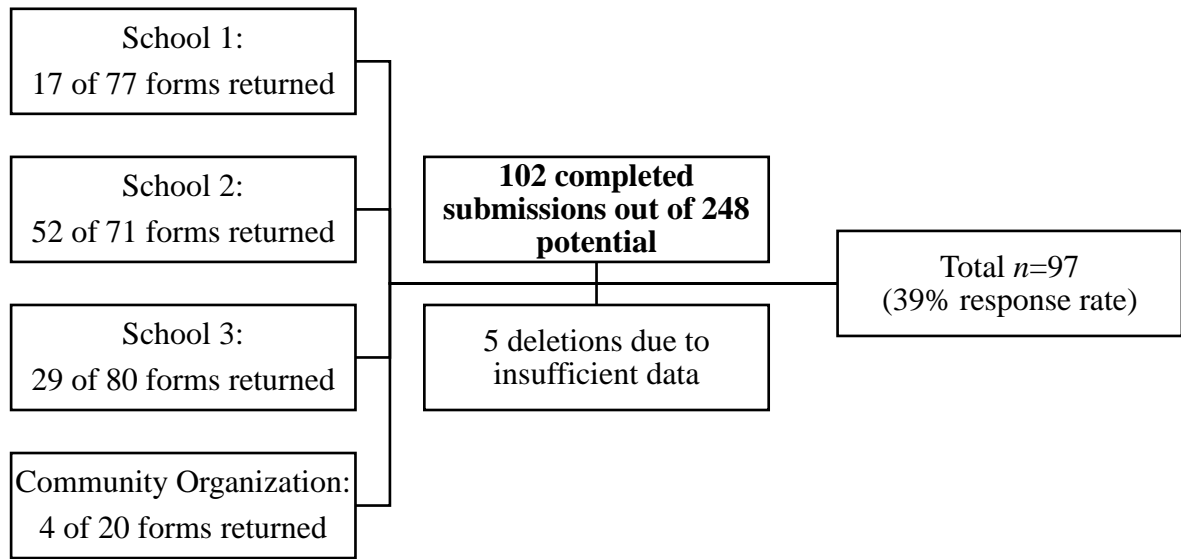 School 1:
17 of 77 forms returned
School 2:
52 of 71 forms returned
School 3:
29 of 80 forms returned
Community Organization:
4 of 20 forms returned
102 completed
submissions out of 248
potential
5 deletions due to
insufficient data
Total n=97
(39% response rate)